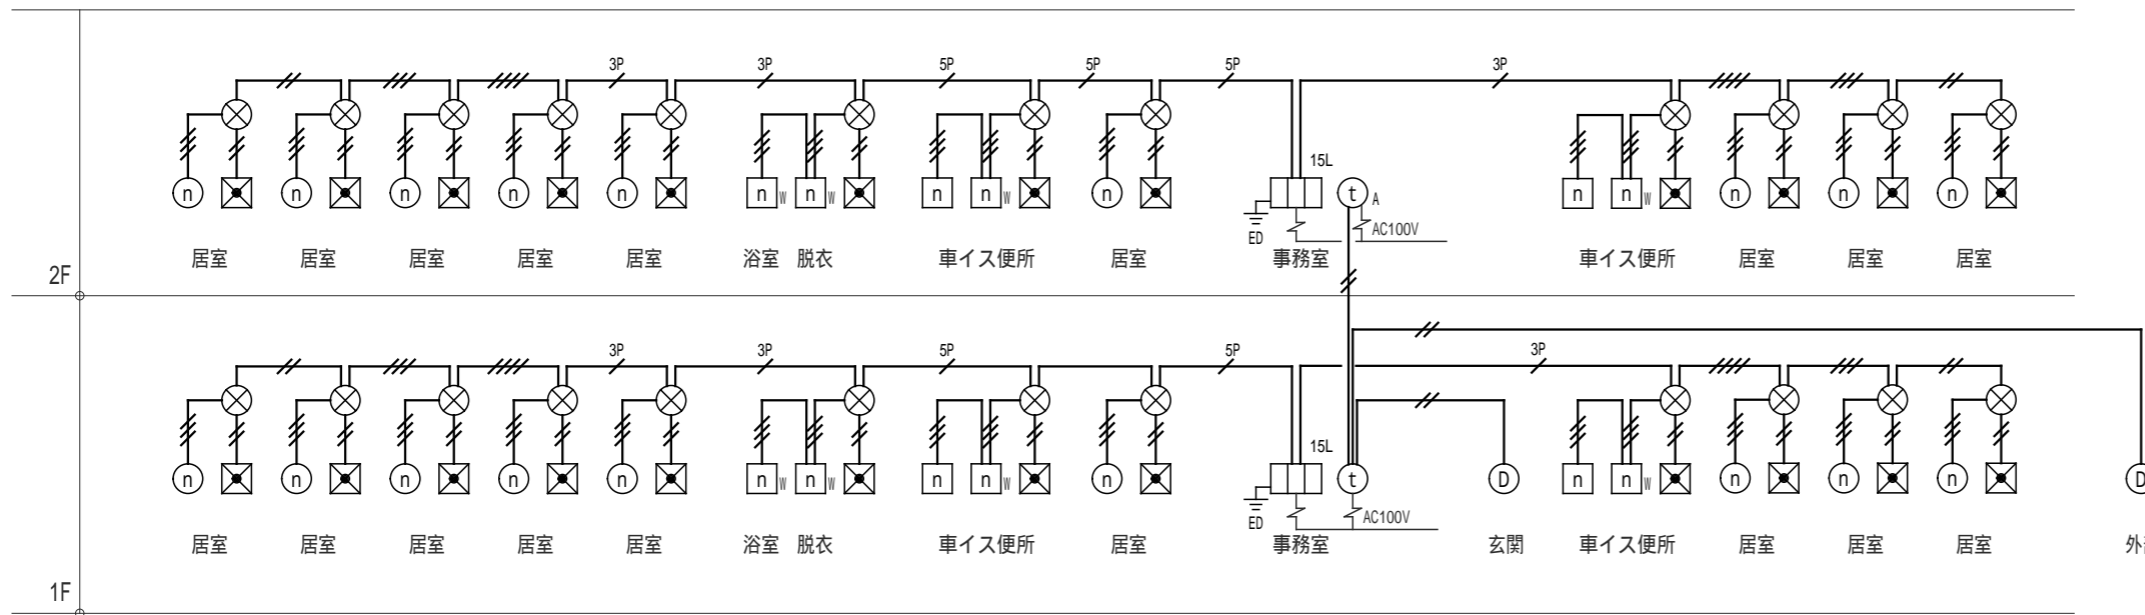 3P 3P 5P 5P 5P 3P
15L
n n n n n n W n W n n W n t A n n W n n n
ED AC100V
居室 居室 居室 居室 居室 浴室 脱衣 車イス便所 居室 事務室 車イス便所 居室 居室 居室
2F
3P 3P 5P 5P 3P
15L
n n n n n n W n W n n W n t D n n W n n n D
ED AC100V
居室 居室 居室 居室 居室 浴室 脱衣 車イス便所 居室 事務室 玄関 車イス便所 居室 居室 居室 外
1F